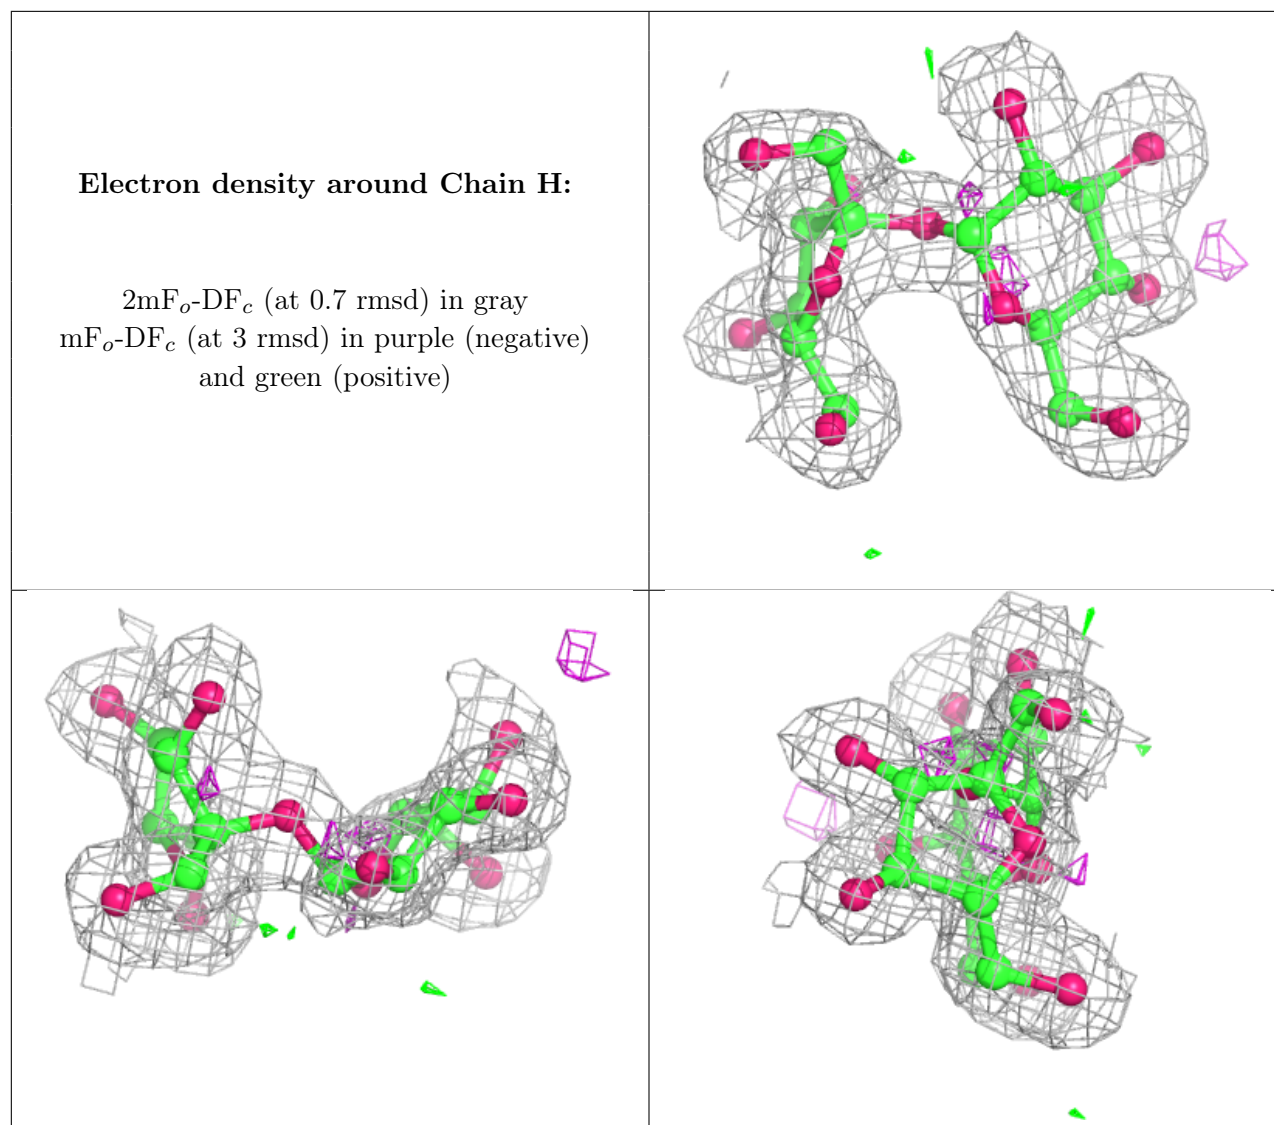 Electron density around Chain H:
2mFo-DFc (at 0.7 rmsd) in gray
mFo-DFc (at 3 rmsd) in purple (negative)
and green (positive)